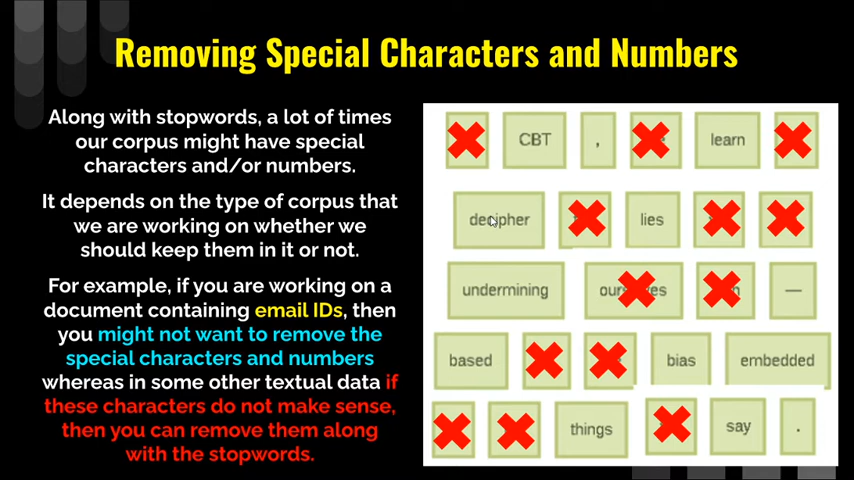 Removing Special Characters and Numbers
Along with stopwords, a lot of times
our corpus might have special
characters and/or numbers.
It depends on the type of corpus that
we are working on whether we
should keep them in it or not.
For example, if you are working on a
document containing email IDs, then
you might not want to remove the
special characters and numbers
whereas in some other textual data if
these characters do not make sense,
then you can remove them along
with the stopwords.
CBT , learn
decipher lies
undermining —
based bias embedded
things say .